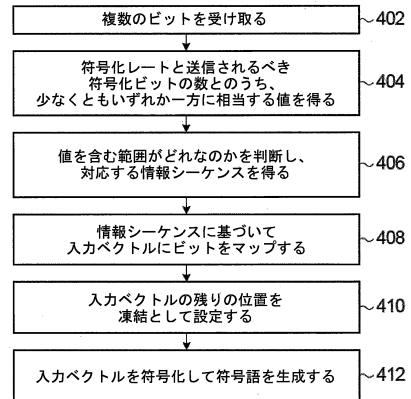 複数のビットを受け取る
402
符号化レートと送信されるべき
符号化ビットの数とのうち、
少なくともいずれか一方に相当する値を得る
404
値を含む範囲がどれなのかを判断し、
対応する情報シーケンスを得る
406
情報シーケンスに基づいて
入力ベクトルにビットをマップする
408
入力ベクトルの残りの位置を
凍結として設定する
410
入力ベクトルを符号化して符号語を生成する
412